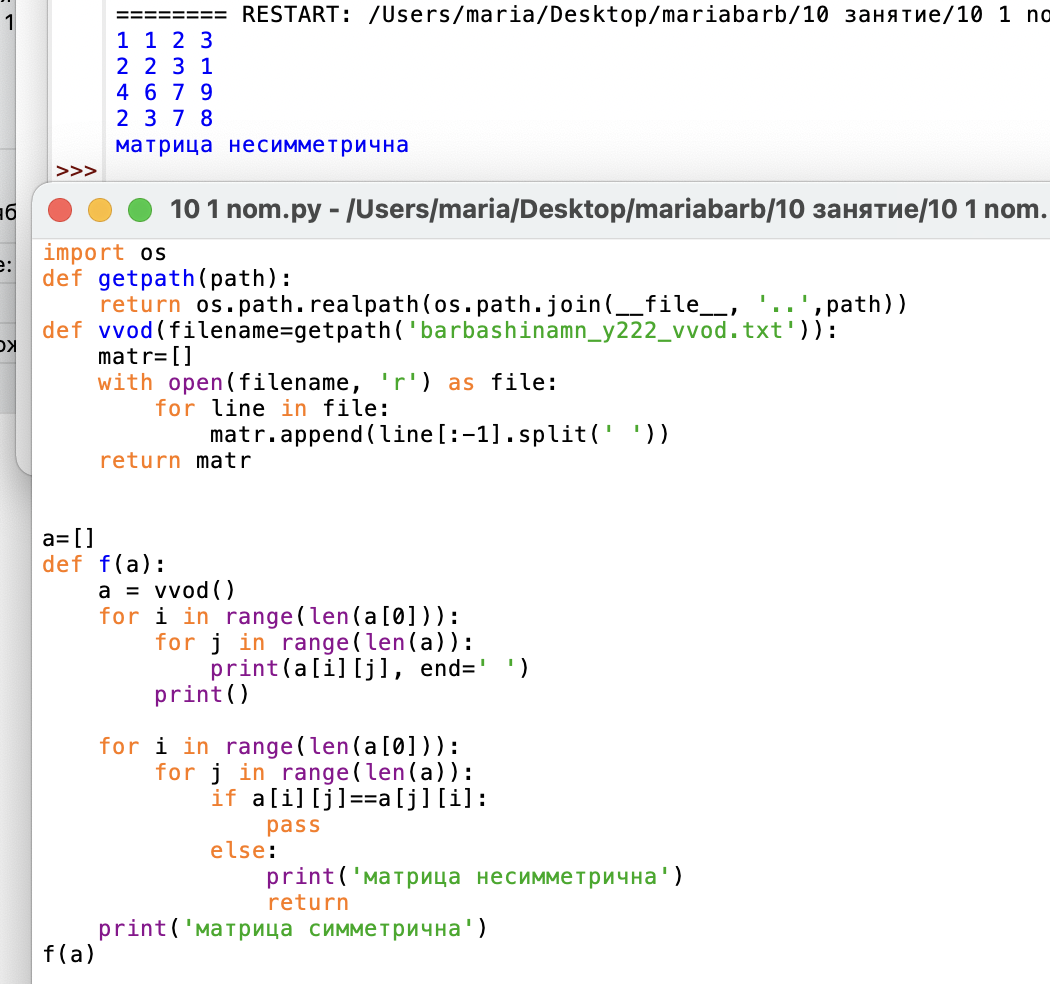 ======== RESTART: /Users/maria/Desktop/mariabarb/10 занятие/10 1 no
1 1 2 3
2 2 3 1
4 6 7 9
2 3 7 8
матрица несимметрична
>>>
10 1 nom.py - /Users/maria/Desktop/mariabarb/10 занятие/10 1 nom.
import os
def getpath(path):
    return os.path.realpath(os.path.join(__file__, '..',path))
def vvod(filename=getpath('barbashinamn_y222_vvod.txt')):
    matr=[]
    with open(filename, 'r') as file:
        for line in file:
            matr.append(line[:-1].split(' '))
    return matr
a=[]
def f(a):
    a = vvod()
    for i in range(len(a[0])):
        for j in range(len(a)):
            print(a[i][j], end=' ')
        print()
    for i in range(len(a[0])):
        for j in range(len(a)):
            if a[i][j]==a[j][i]:
                pass
            else:
                print('матрица несимметрична')
                return
    print('матрица симметрична')
f(a)